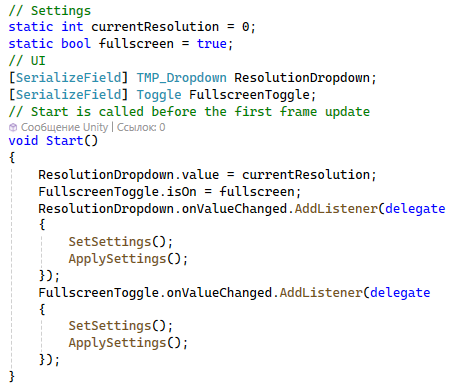 // Settings
static int currentResolution = 0;
static bool fullscreen = true;
// UI
[SerializeField] TMP_Dropdown ResolutionDropdown;
[SerializeField] Toggle FullscreenToggle;
// Start is called before the first frame update
Сообщение Unity | Ссылок: 0
void Start()
{
    ResolutionDropdown.value = currentResolution;
    FullscreenToggle.isOn = fullscreen;
    ResolutionDropdown.onValueChanged.AddListener(delegate
    {
        SetSettings();
        ApplySettings();
    });
    FullscreenToggle.onValueChanged.AddListener(delegate
    {
        SetSettings();
        ApplySettings();
    });
}